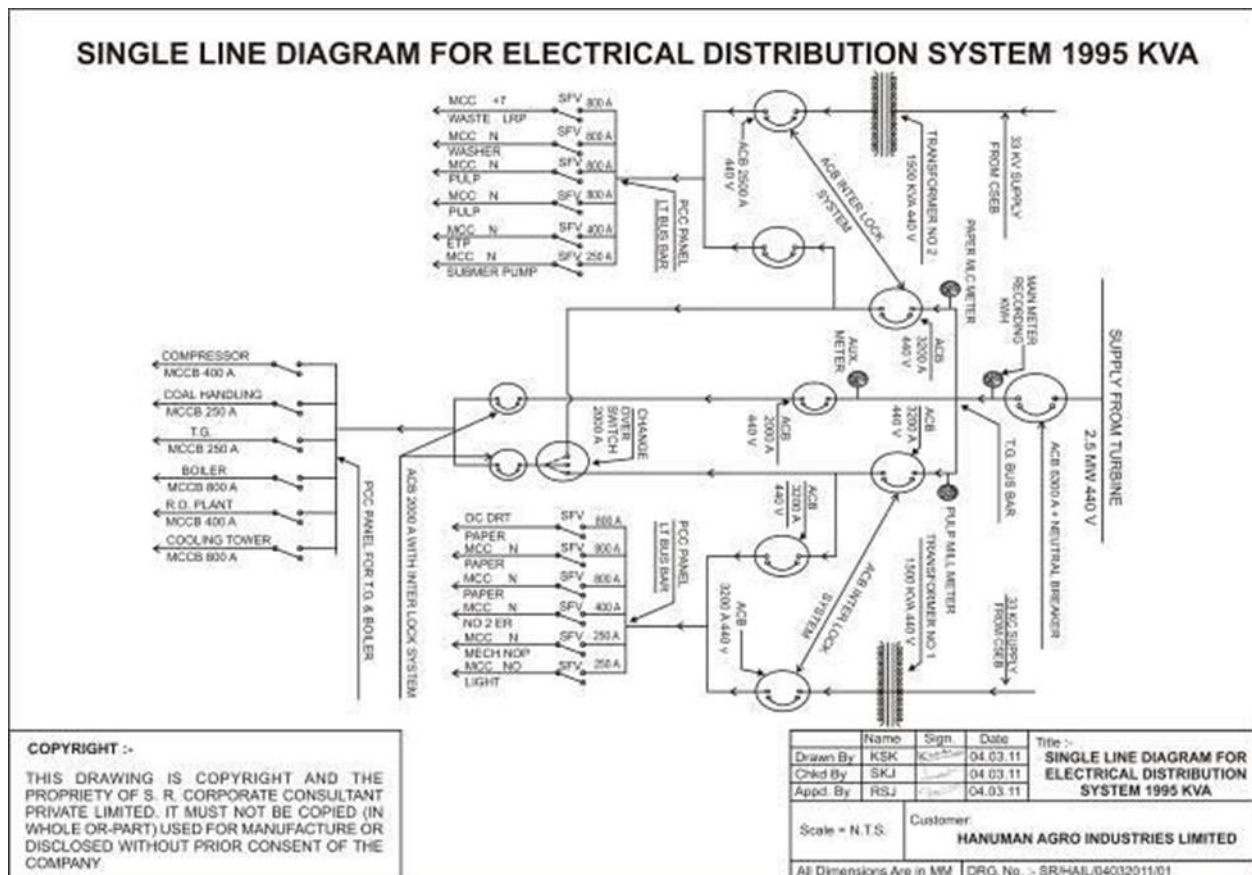 SINGLE LINE DIAGRAM FOR ELECTRICAL DISTRIBUTION SYSTEM 1995 KVA
MCC +7 SFV 800 A
WASTE LRP
MCC N SFV 800 A
WASHER
MCC N SFV 800 A
PULP
MCC N SFV 800 A
PULP
MCC N SFV 400 A
ETP
MCC N SFV 250 A
SUBMER PUMP
PCC PANEL
LT BUS BAR
ACB 2500 A
440 V
ACB INTER LOCK
SYSTEM
TRANSFORMER NO 2
1500 KVA 440 V
33 KV SUPPLY
FROM CSEB
PAPER MLC METER
MAIN METER
RECORDING
KWH
SUPPLY FROM TURBINE
2.5 MW 440 V
ACB
3200 A
440 V
AUX.
METER
COMPRESSOR
MCCB 400 A
COAL HANDLING
MCCB 250 A
T.G.
MCCB 250 A
BOILER
MCCB 800 A
R.O. PLANT
MCCB 400 A
COOLING TOWER
MCCB 800 A
PCC PANEL FOR T.G. & BOILER
ACB 2000 A WITH INTER LOCK SYSTEM
CHANGE
OVER
SWITCH
2000 A
ACB
2000 A
440 V
ACB
3200 A
440 V
T.G. BUS BAR
+ NEUTRAL BREAKER
DC DRT SFV 800 A
PAPER
MCC N SFV 800 A
PAPER
MCC N SFV 800 A
PAPER
MCC N SFV 400 A
NO 2 ER
MCC N SFV 250 A
MECH NOP
MCC NO SFV 250 A
LIGHT
PCC PANEL
LT BUS BAR
ACB
3200 A
440 V
ACB
3200 A 440 V
ACB INTER LOCK
SYSTEM
PULP MILL METER
TRANSFORMER NO 1
1500 KVA 440 V
33 KC SUPPLY
FROM CSEB
COPYRIGHT :-
THIS DRAWING IS COPYRIGHT AND THE
PROPRIETY OF S. R. CORPORATE CONSULTANT
PRIVATE LIMITED. IT MUST NOT BE COPIED (IN
WHOLE OR-PART) USED FOR MANUFACTURE OR
DISCLOSED WITHOUT PRIOR CONSENT OF THE
COMPANY
Name Sign. Date
Drawn By KSK 04.03.11
Chkd By SKJ 04.03.11
Appd. By RSJ 04.03.11
Title :-
SINGLE LINE DIAGRAM FOR
ELECTRICAL DISTRIBUTION
SYSTEM 1995 KVA
Scale = N.T.S.
Customer:
HANUMAN AGRO INDUSTRIES LIMITED
All Dimensions Are in MM DRG. No. :- SR/HAIL/04032011/01